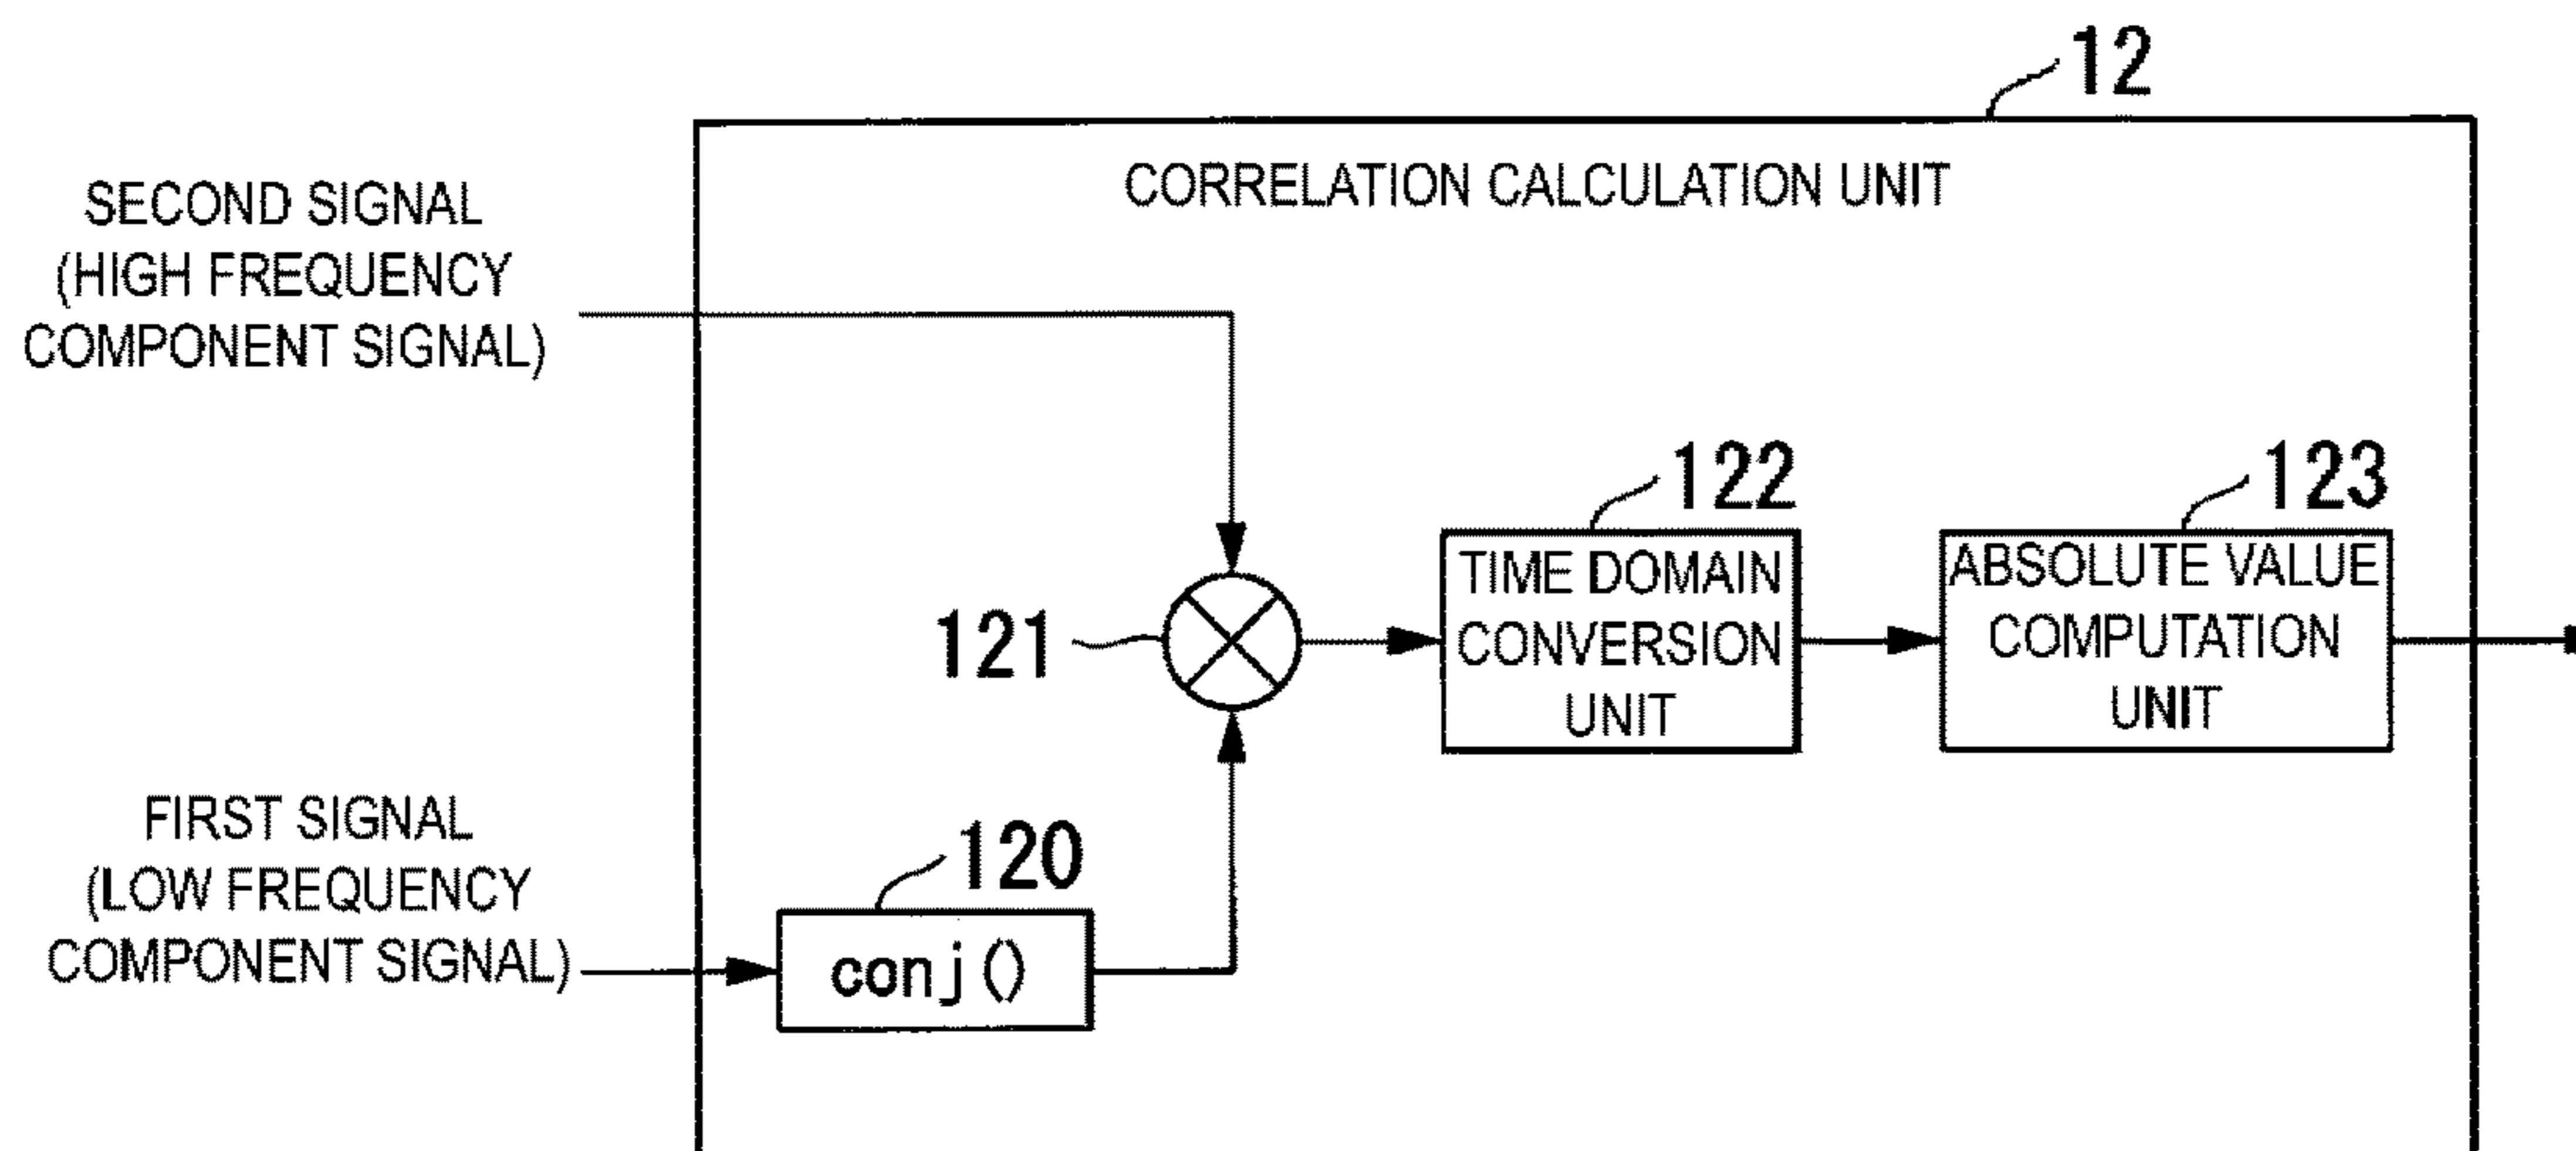 12
CORRELATION CALCULATION UNIT
SECOND SIGNAL
(HIGH FREQUENCY
COMPONENT SIGNAL)
122
TIME DOMAIN
CONVERSION
UNIT
123
ABSOLUTE VALUE
COMPUTATION
UNIT
121
FIRST SIGNAL
(LOW FREQUENCY
COMPONENT SIGNAL)
120
conj()